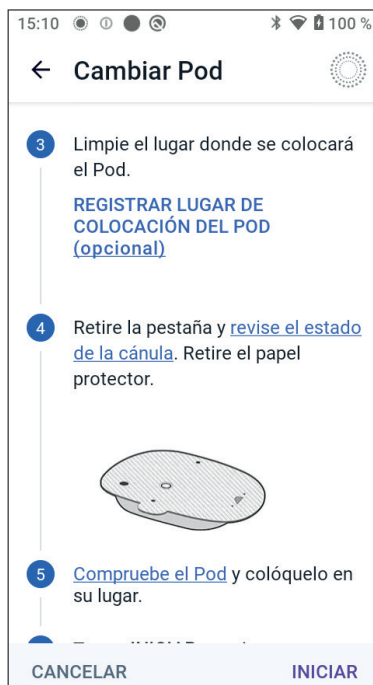 15:10 100 %
Cambiar Pod
3 Limpie el lugar donde se colocará
el Pod.
REGISTRAR LUGAR DE
COLOCACIÓN DEL POD
(opcional)
4 Retire la pestaña y revise el estado
de la cánula. Retire el papel
protector.
5 Compruebe el Pod y colóquelo en
su lugar.
CANCELAR INICIAR